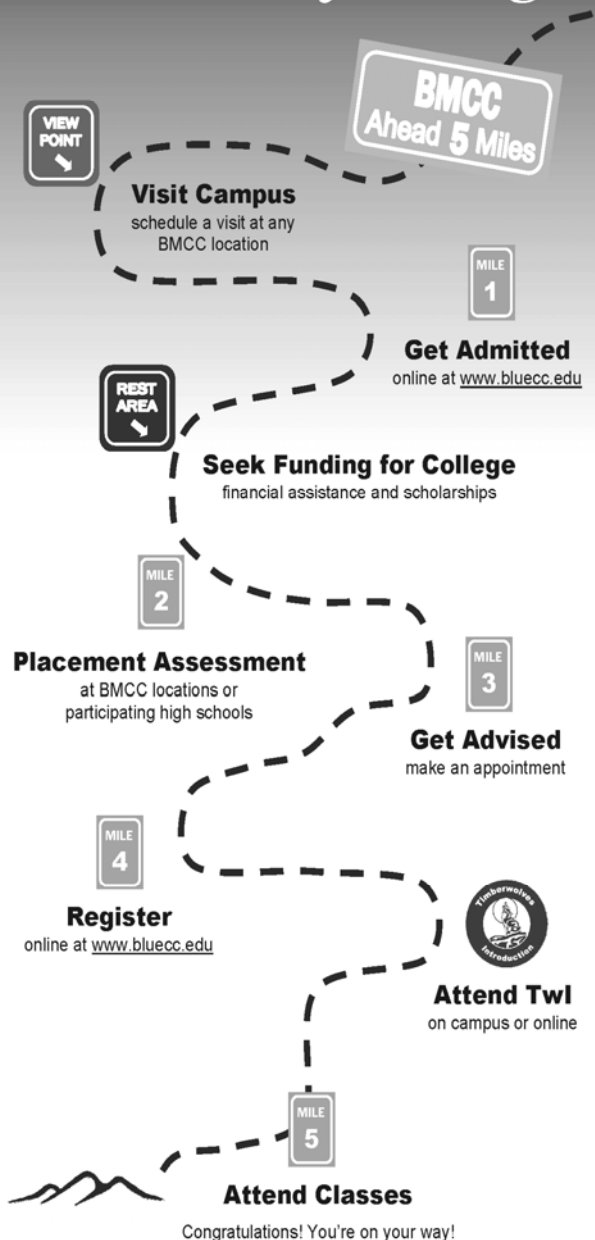 BMCC
Ahead 5 Miles
VIEW
POINT
Visit Campus
schedule a visit at any
BMCC location
MILE
1
Get Admitted
online at www.bluecc.edu
REST
AREA
Seek Funding for College
financial assistance and scholarships
MILE
2
Placement Assessment
at BMCC locations or
participating high schools
MILE
3
Get Advised
make an appointment
MILE
4
Register
online at www.bluecc.edu
Timberwolves
Introduction
Attend TwI
on campus or online
MILE
5
Attend Classes
Congratulations! You're on your way!